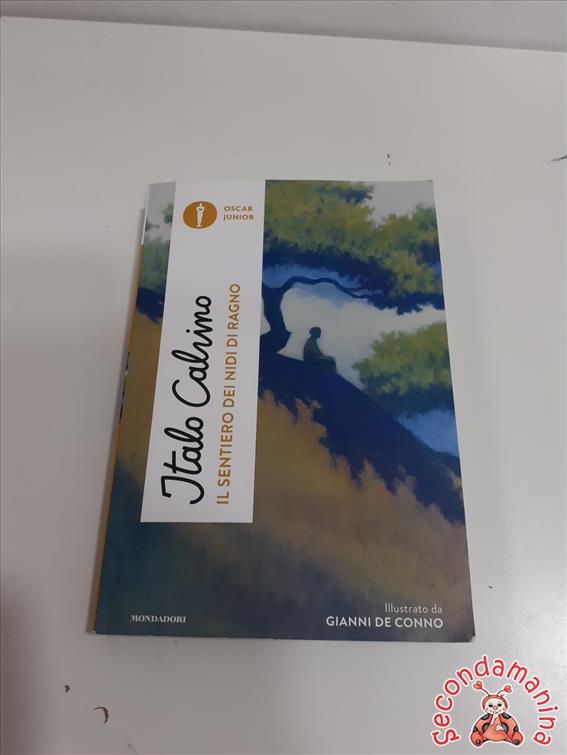 OSCAR
JUNIOR
Italo Calvino
IL SENTIERO DEI NIDI DI RAGNO
Illustrato da
GIANNI DE CONNO
MONDADORI
Secondamanina